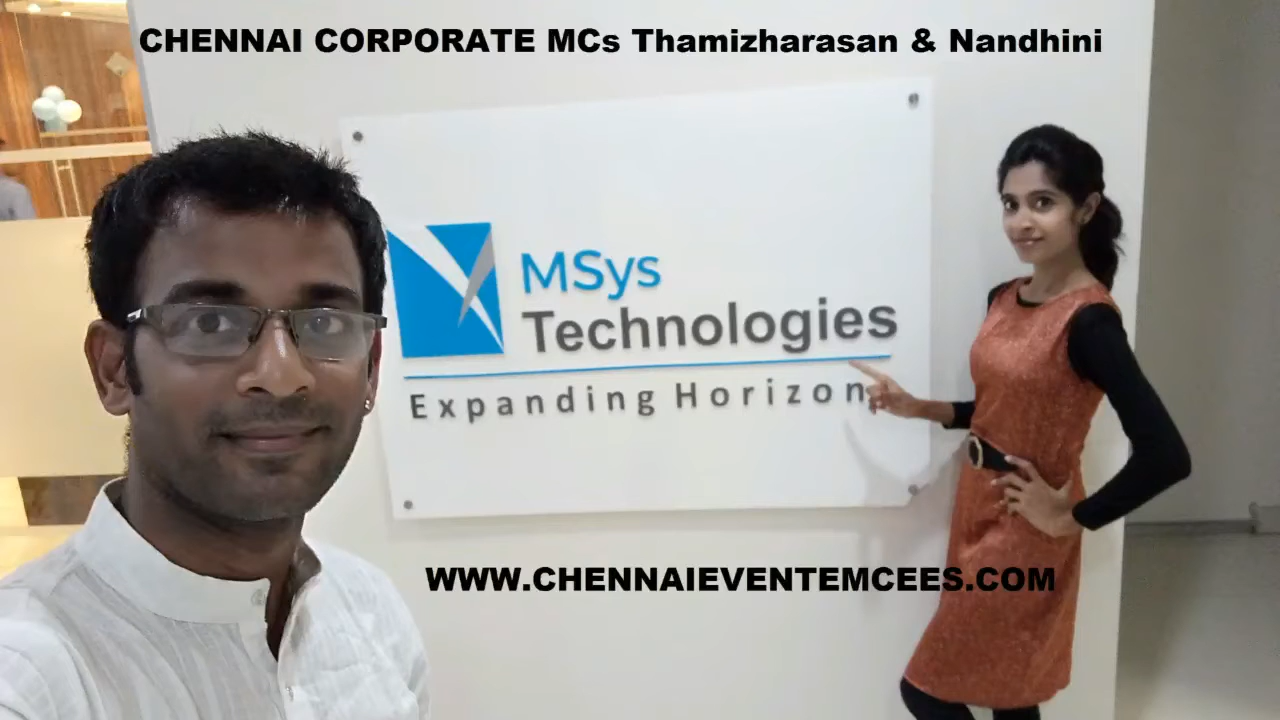 CHENNAI CORPORATE MCs Thamizharasan & Nandhini
MSys
Technologies
Expanding Horizon
WWW.CHENNAIEVENTEMCEES.COM